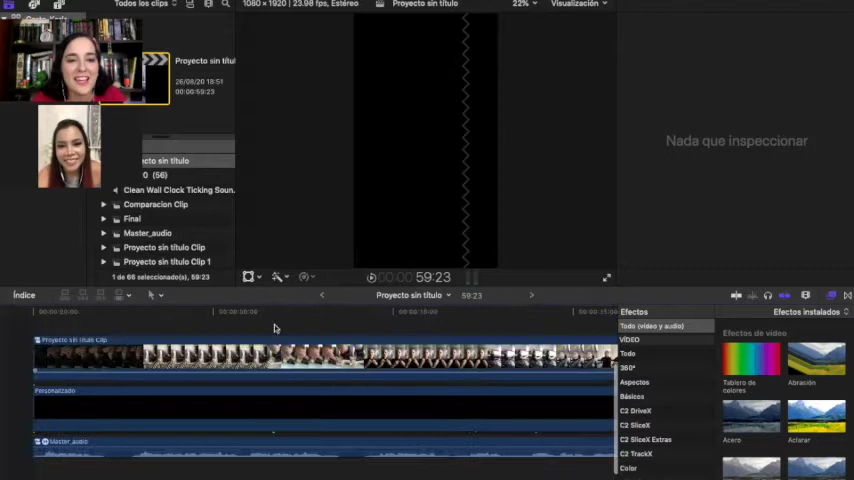 Todos los clips
1080 × 1920 | 23.98 fps, Estéreo
Proyecto sin título
22%
Visualización
Proyecto sin títul
26/08/20 18:51
00:00:59:23
yecto sin título
0 (56)
Clean Wall Clock Ticking Soun.
Comparacion Clip
Final
Master_audio
Proyecto sin título Clip
Proyecto sin título Clip 1
1 de 66 seleccionado(s), 59:23
59:23
Nada que inspeccionar
Índice
Proyecto sin título
59:23
Efectos
Efectos instalados
Todo (vídeo y audio)
VÍDEO
Todo
360°
Aspectos
Básicos
C2 DriveX
C2 SliceX
C2 SliceX Extras
C2 TrackX
Color
Efectos de vídeo
Tablero de colores
Abrasión
Acero
Aclarar
Proyecto sin título Clip
Personalizado
Master_audio